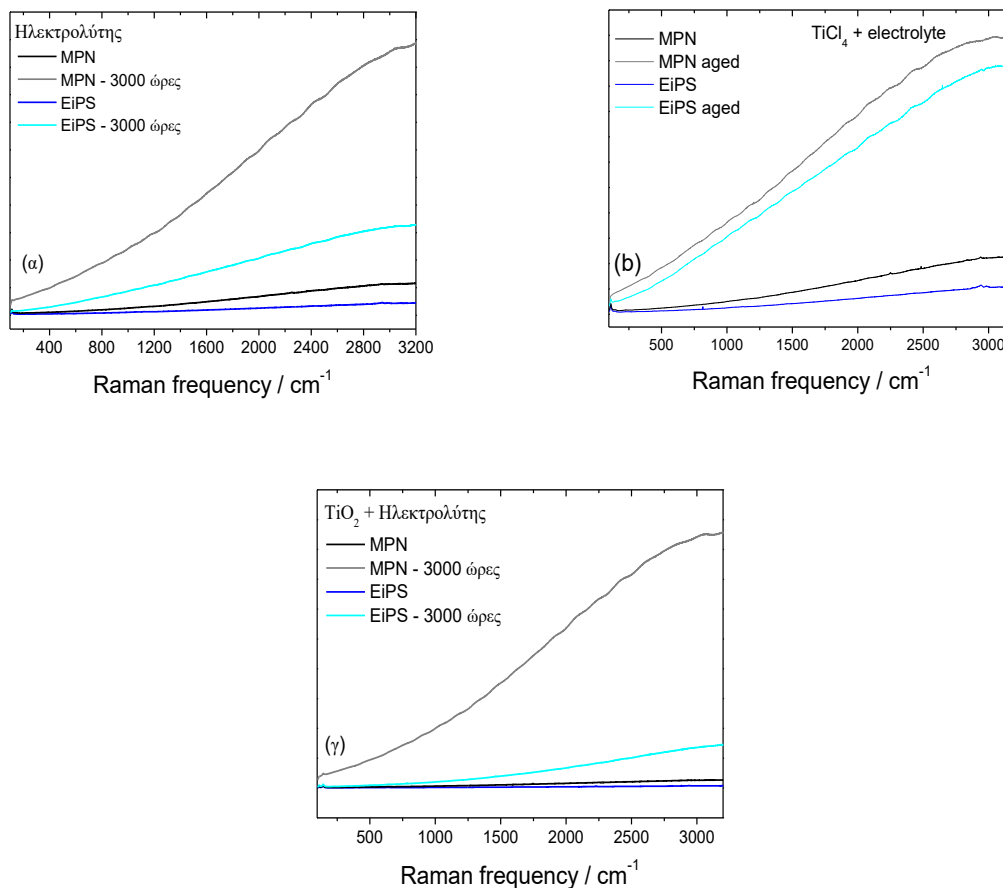 Ηλεκτρολύτης
MPN
MPN - 3000 ώρες
EiPS
EiPS - 3000 ώρες
(α)
400 800 1200 1600 2000 2400 2800 3200
Raman frequency / cm⁻¹
TiCl₄ + electrolyte
MPN
MPN aged
EiPS
EiPS aged
(b)
500 1000 1500 2000 2500 3000
Raman frequency / cm⁻¹
TiO₂ + Ηλεκτρολύτης
MPN
MPN - 3000 ώρες
EiPS
EiPS - 3000 ώρες
(γ)
500 1000 1500 2000 2500 3000
Raman frequency / cm⁻¹